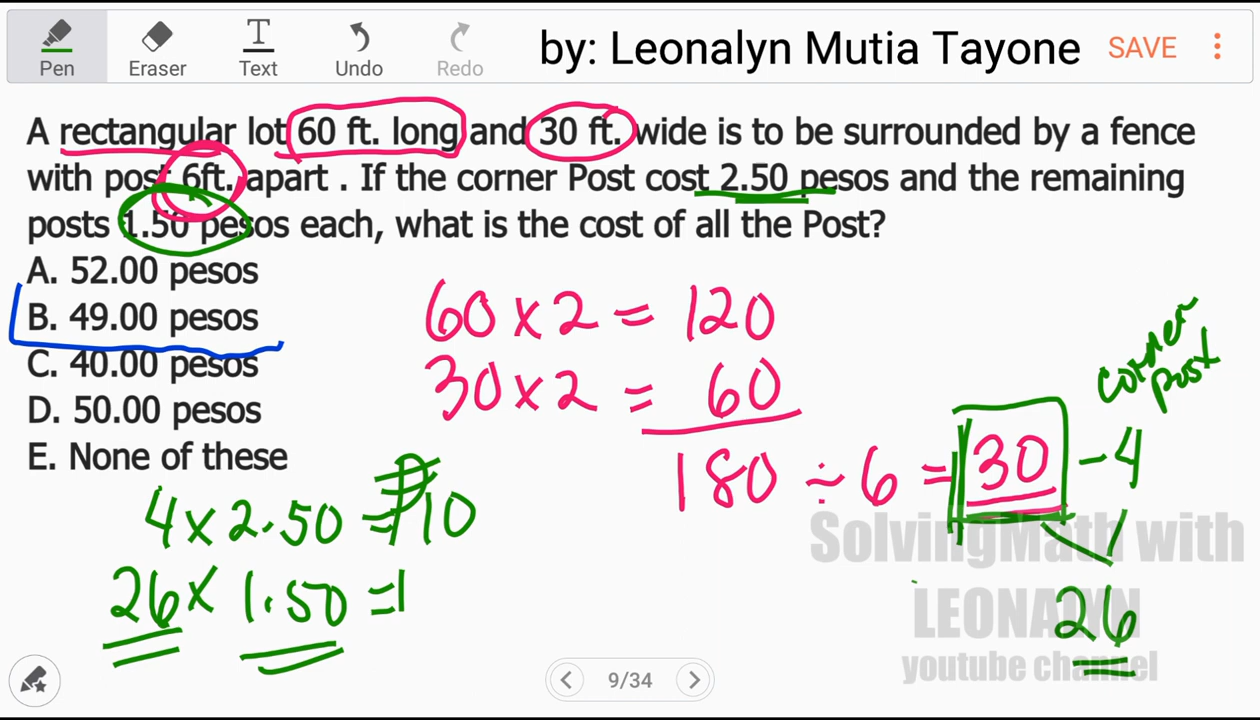 Pen Eraser Text Undo Redo by: Leonalyn Mutia Tayone SAVE
A rectangular lot 60 ft. long and 30 ft. wide is to be surrounded by a fence
with post 6ft. apart . If the corner Post cost 2.50 pesos and the remaining
posts 1.50 pesos each, what is the cost of all the Post?
A. 52.00 pesos
B. 49.00 pesos
C. 40.00 pesos
D. 50.00 pesos
E. None of these
60 x 2 = 120
30 x 2 = 60
180 ÷ 6 = 30 - 4
corner
post
26
4 x 2.50 = ₱10
26 x 1.50 = 1
SolvingMath with
LEONALYN
youtube channel
9/34